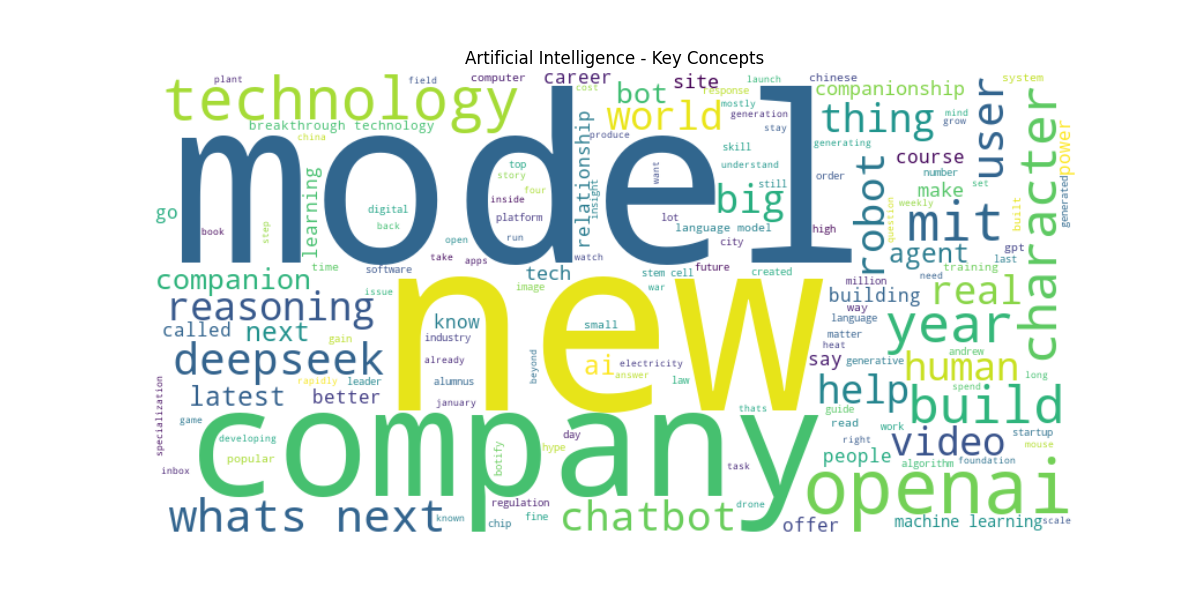 Artificial Intelligence - Key Concepts
plant
field
computer
career
cost
site
launch
chinese
system
technology
bot
response
companionship
mostly
world
generation
thing
mind
grow
user
character
power
breakthrough technology
china
produce
stay
model
relationship
insight
skill
generating
top
story
four
inside
want
understand
still
order
robot
course
number
set
make
learning
digital
back
platform
big
question
weekly
built
generated
go
book
step
lot
language model
high
mit
open
run
city
gpt
take
apps
watch
agent
last
time
software
tech
stem cell
future
created
training
need
companion
issue
image
war
million
building
real
new
reasoning
know
small
way
language
year
called
next
gain
industry
matter
heat
deepseek
already
beyond
ai
electricity
say
generative
andrew
human
rapidly
leader
alumnus
answer
law
help
spend
long
specialization
latest
better
january
thats
guide
build
company
game
read
work
developing
day
right
video
startup
mouse
popular
botify
hype
people
algorithm
foundation
inbox
task
openai
regulation
drone
whats next
known
chip
fine
chatbot
offer
machine learning
scale